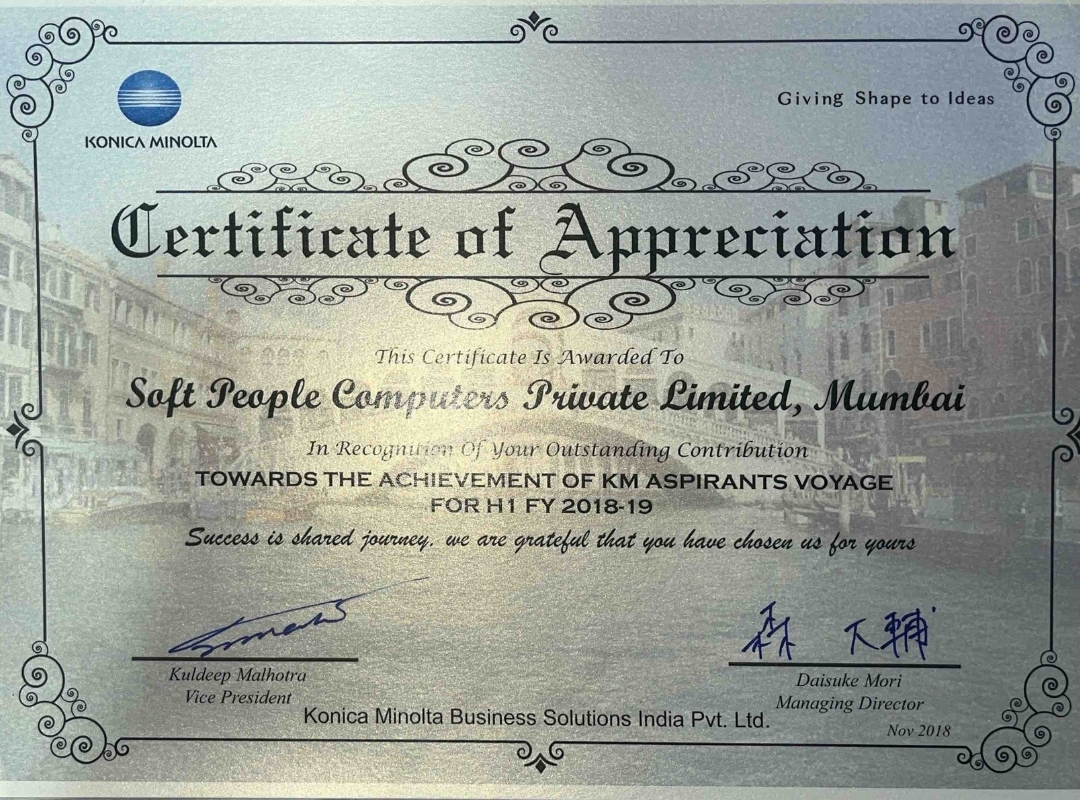 KONICA MINOLTA
Giving Shape to Ideas
Certificate of Appreciation
This Certificate Is Awarded To
Soft People Computers Private Limited, Mumbai
In Recognition Of Your Outstanding Contribution
TOWARDS THE ACHIEVEMENT OF KM ASPIRANTS VOYAGE
FOR H1 FY 2018-19
Success is shared journey. we are grateful that you have chosen us for yours
森 大輔
Kuldeep Malhotra
Vice President
Daisuke Mori
Managing Director
Konica Minolta Business Solutions India Pvt. Ltd.
Nov 2018